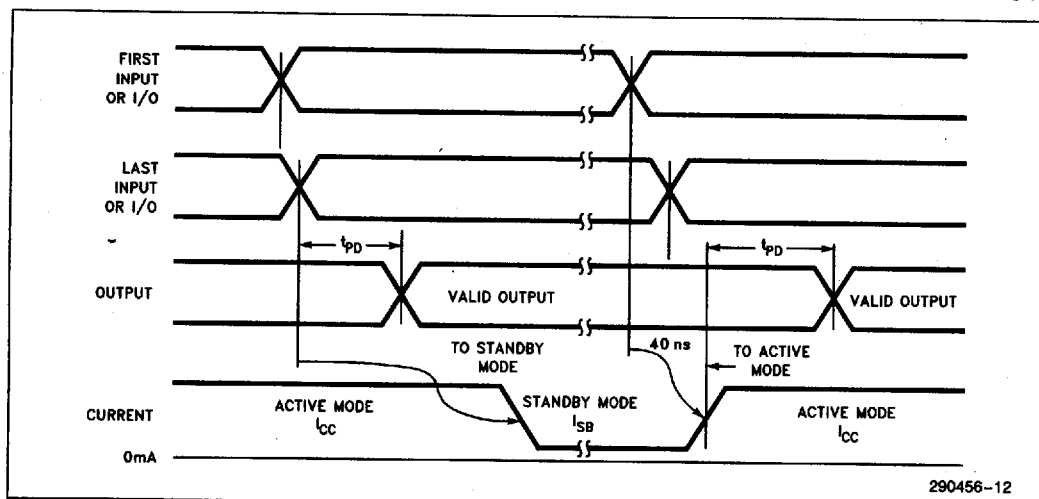 FIRST
INPUT
OR I/O
LAST
INPUT
OR I/O
tPD
tPD
OUTPUT
VALID OUTPUT
VALID OUTPUT
TO STANDBY
MODE
40 ns
TO ACTIVE
MODE
CURRENT
ACTIVE MODE
ICC
STANDBY MODE
ISB
ACTIVE MODE
ICC
0mA
290456-12